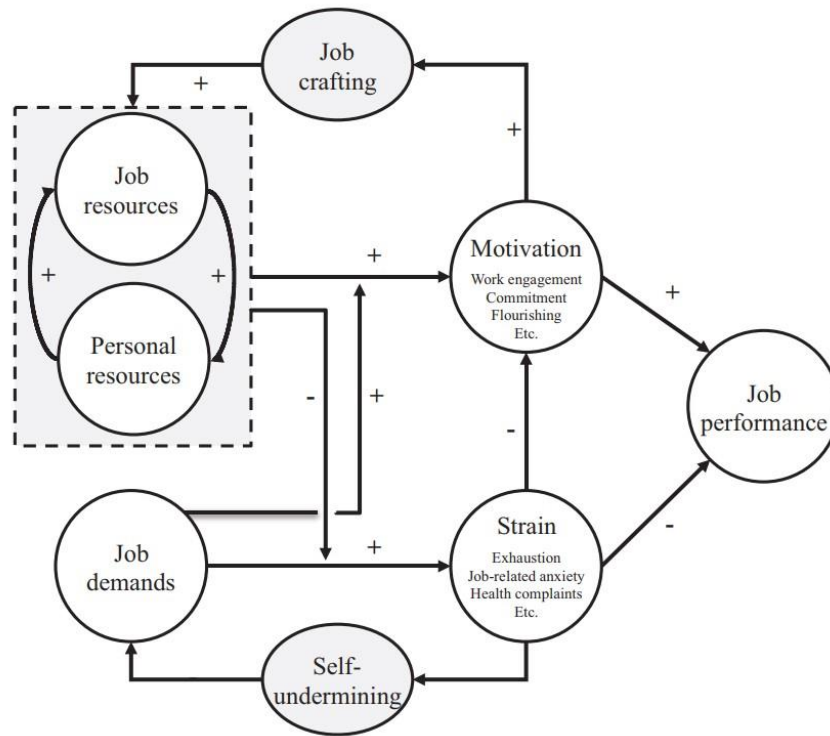 Job
crafting
+
+
Job
resources
+
+
Personal
resources
+
-
+
Motivation
Work engagement
Commitment
Flourishing
Etc.
+
Job
performance
-
-
Job
demands
+
Strain
Exhaustion
Job-related anxiety
Health complaints
Etc.
Self-
undermining